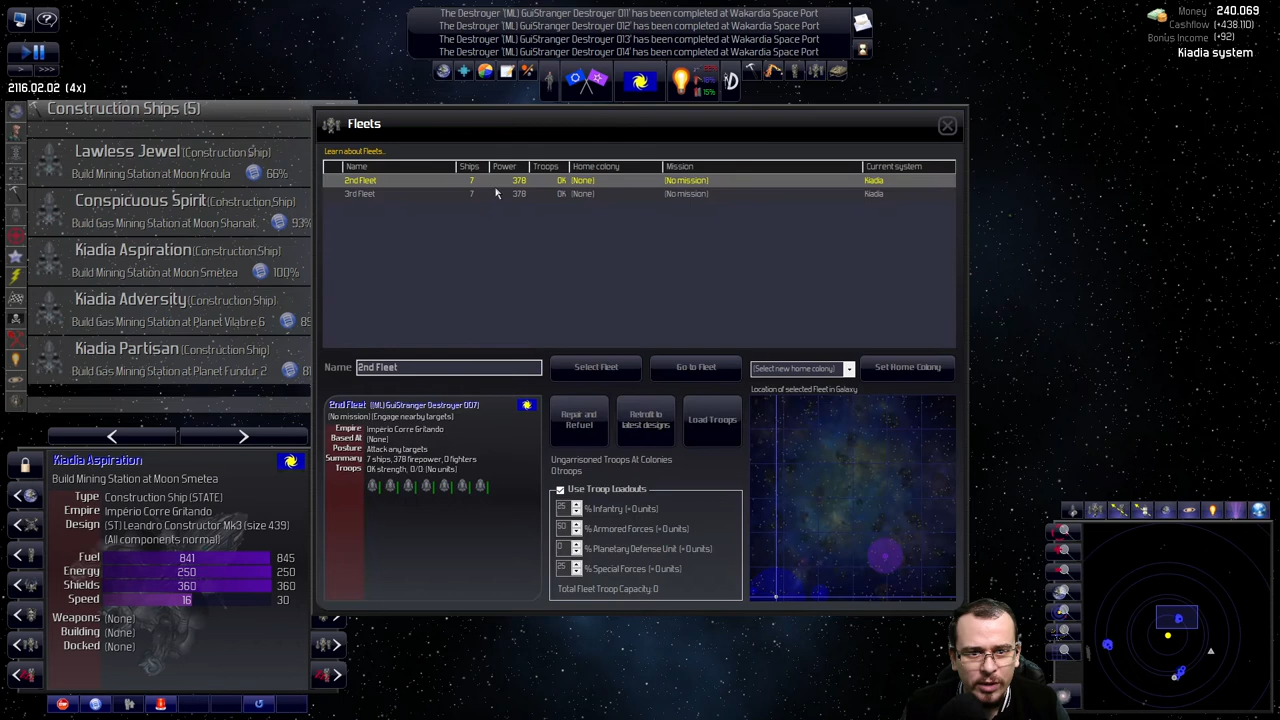 The Destroyer '(ML) GuiStranger Destroyer 011' has been completed at Wakardia Space Port
The Destroyer '(ML) GuiStranger Destroyer 012' has been completed at Wakardia Space Port
The Destroyer '(ML) GuiStranger Destroyer 013' has been completed at Wakardia Space Port
The Destroyer '(ML) GuiStranger Destroyer 014' has been completed at Wakardia Space Port
Money 240.069
Cashflow (+438.110)
Bonus Income (+92)
Kiadia system
15%
2116.02.02 (4x)
Construction Ships (5)
Lawless Jewel (Construction Ship)
Build Mining Station at Moon Kroula 66%
Conspicuous Spirit (Construction Ship)
Build Gas Mining Station at Moon Shanait 93%
Kiadia Aspiration (Construction Ship)
Build Mining Station at Moon Smetea 100%
Kiadia Adversity (Construction Ship)
Build Gas Mining Station at Planet Vilabre 6
Kiadia Partisan (Construction Ship)
Build Gas Mining Station at Planet Fundur 2
Kiadia Aspiration
Build Mining Station at Moon Smetea
Type Construction Ship (STATE)
Empire Império Corre Gritando
Design (ST) Leandro Constructor Mk3 (size 439)
(All components normal)
Fuel 841 845
Energy 250 250
Shields 360 360
Speed 16 30
Weapons (None)
Building (None)
Docked (None)
Fleets
Learn about Fleets...
Name Ships Power Troops Home colony Mission Current system
2nd Fleet 7 378 0K (None) (No mission) Kiadia
3rd Fleet 7 378 0K (None) (No mission) Kiadia
Name 2nd Fleet Select Fleet Go to Fleet (Select new home colony) Set Home Colony
Location of selected Fleet in Galaxy
2nd Fleet ((ML) GuiStranger Destroyer 007)
(No mission) (Engage nearby targets)
Empire Império Corre Gritando
Based At (None)
Posture Attack any targets
Summary 7 ships, 378 firepower, 0 fighters
Troops 0K strength, 0/0 (No units)
Repair and Refuel
Retrofit to latest designs
Load Troops
Ungarrisoned Troops At Colonies
0 troops
Use Troop Loadouts
25 % Infantry (+0 units)
50 % Armored Forces (+0 units)
0 % Planetary Defense Unit (+0 units)
25 % Special Forces (+0 units)
Total Fleet Troop Capacity: 0